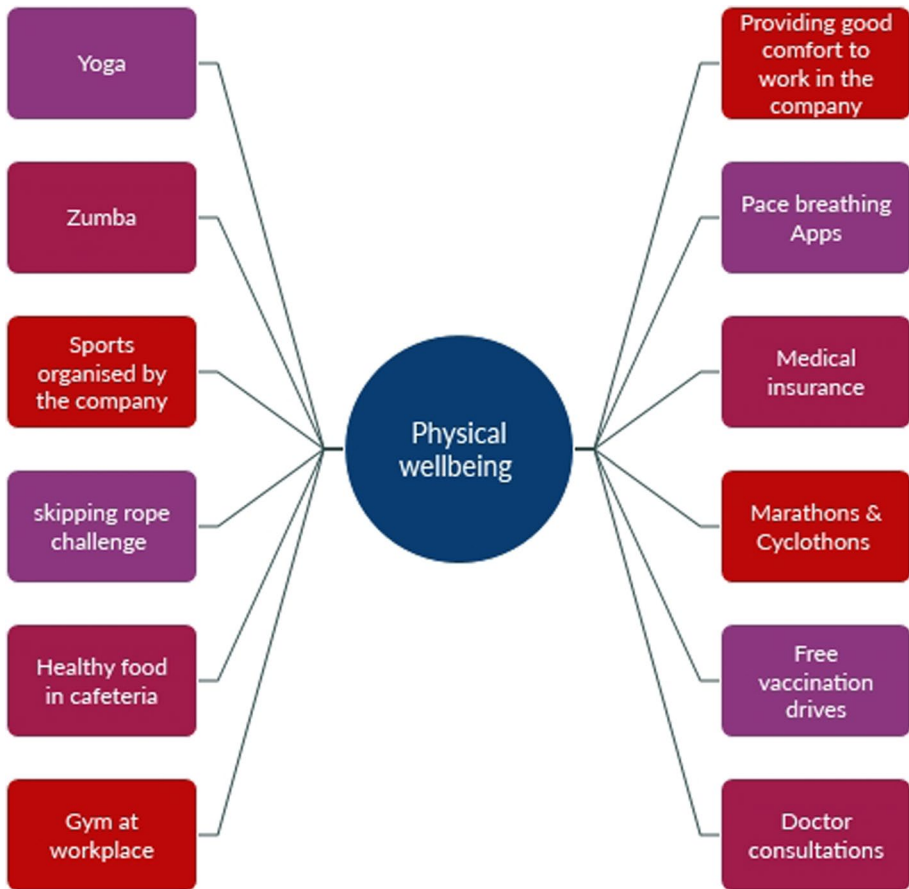 Yoga
Zumba
Sports
organised by
the company
skipping rope
challenge
Healthy food
in cafeteria
Gym at
workplace
Physical
wellbeing
Providing good
comfort to
work in the
company
Pace breathing
Apps
Medical
insurance
Marathons &
Cyclothons
Free
vaccination
drives
Doctor
consultations